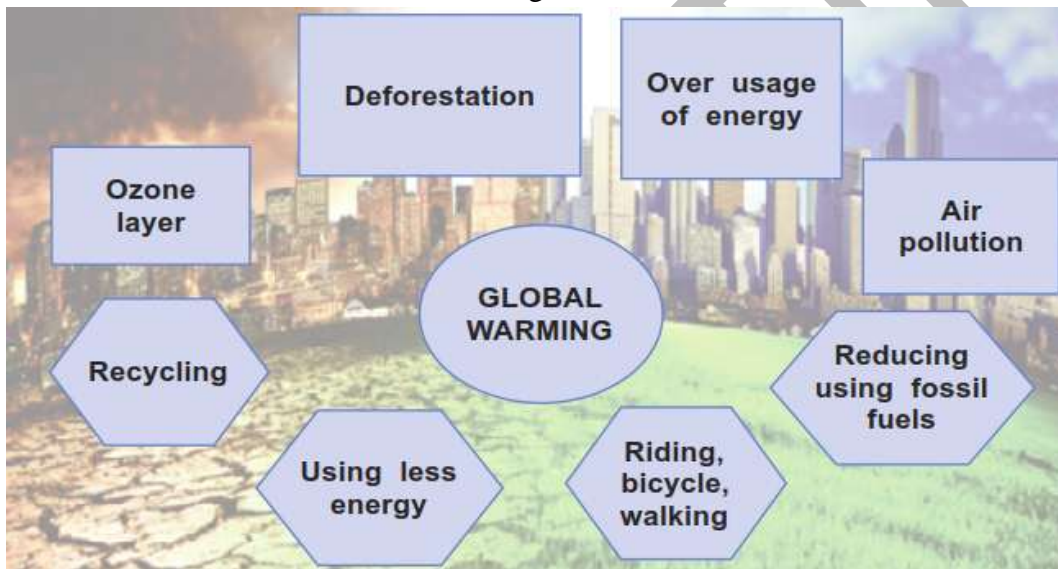 Deforestation
Over usage
of energy
Ozone
layer
Air
pollution
GLOBAL
WARMING
Recycling
Reducing
using fossil
fuels
Using less
energy
Riding,
bicycle,
walking